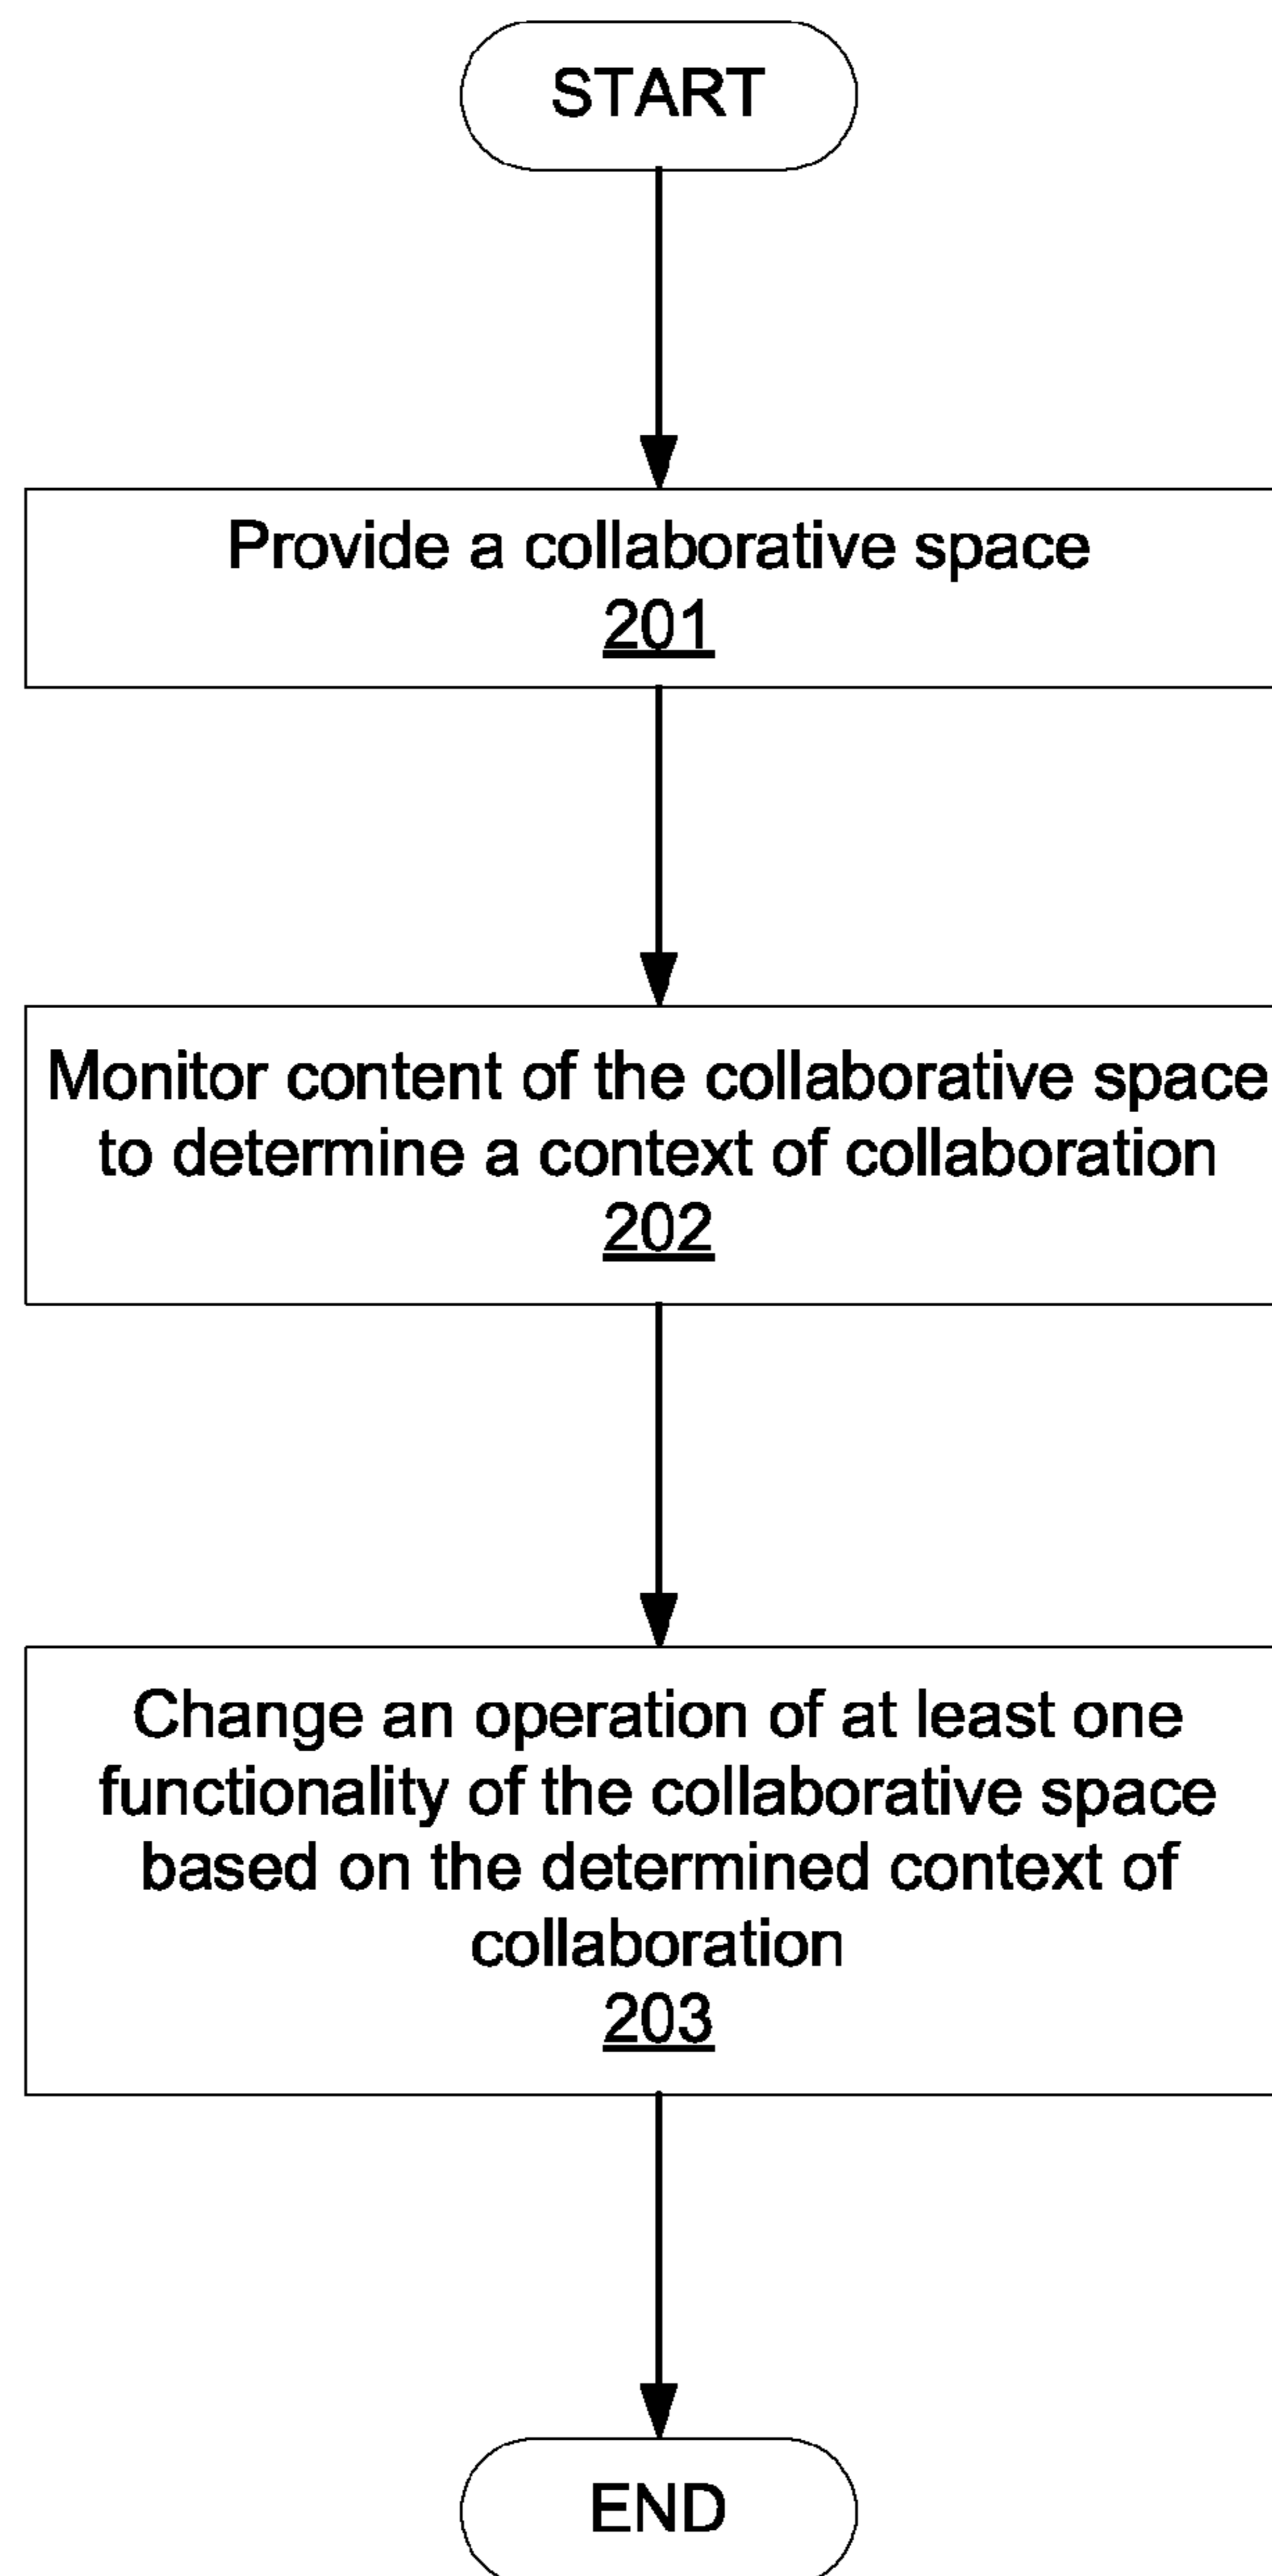 START
Provide a collaborative space
201
Monitor content of the collaborative space
to determine a context of collaboration
202
Change an operation of at least one
functionality of the collaborative space
based on the determined context of
collaboration
203
END